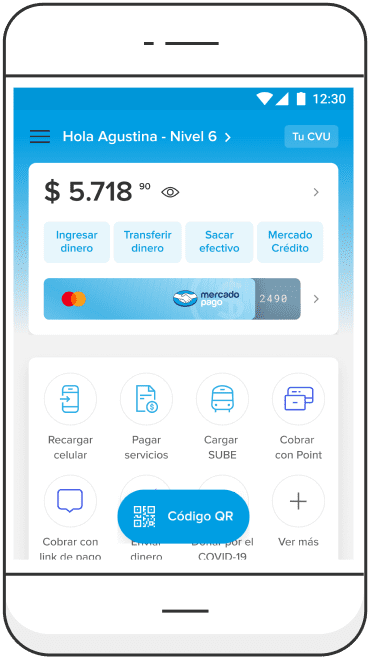 12:30
Hola Agustina - Nivel 6 >
Tu CVU
$ 5.718 90
Ingresar
dinero
Transferir
dinero
Sacar
efectivo
Mercado
Crédito
mercado
pago
2490
Recargar
celular
Pagar
servicios
Cargar
SUBE
Cobrar
con Point
Cobrar con
link de pago
Enviar
dinero
Donar por el
COVID-19
Ver más
Código QR